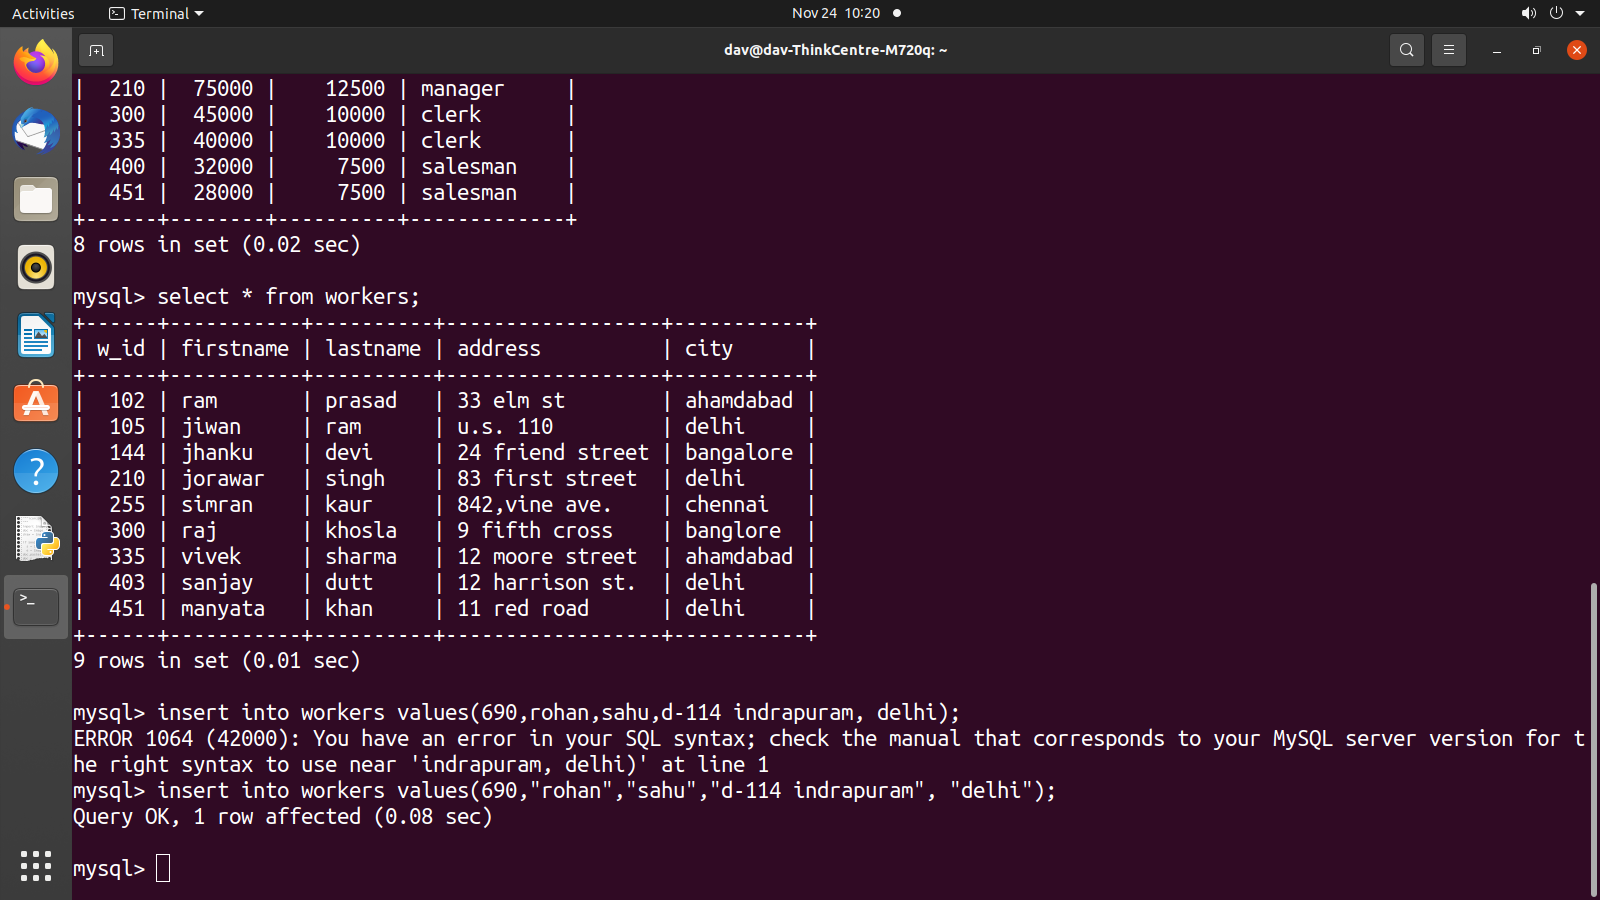 Activities Terminal Nov 24 10:20
dav@dav-ThinkCentre-M720q: ~
| 210 | 75000 | 12500 | manager |
| 300 | 45000 | 10000 | clerk |
| 335 | 40000 | 10000 | clerk |
| 400 | 32000 | 7500 | salesman |
| 451 | 28000 | 7500 | salesman |
+------+--------+----------+-------------+
8 rows in set (0.02 sec)
mysql> select * from workers;
+------+-----------+----------+------------------+-----------+
| w_id | firstname | lastname | address | city |
+------+-----------+----------+------------------+-----------+
| 102 | ram | prasad | 33 elm st | ahamdabad |
| 105 | jiwan | ram | u.s. 110 | delhi |
| 144 | jhanku | devi | 24 friend street | bangalore |
| 210 | jorawar | singh | 83 first street | delhi |
| 255 | simran | kaur | 842,vine ave. | chennai |
| 300 | raj | khosla | 9 fifth cross | banglore |
| 335 | vivek | sharma | 12 moore street | ahamdabad |
| 403 | sanjay | dutt | 12 harrison st. | delhi |
| 451 | manyata | khan | 11 red road | delhi |
+------+-----------+----------+------------------+-----------+
9 rows in set (0.01 sec)
mysql> insert into workers values(690,rohan,sahu,d-114 indrapuram, delhi);
ERROR 1064 (42000): You have an error in your SQL syntax; check the manual that corresponds to your MySQL server version for t
he right syntax to use near 'indrapuram, delhi)' at line 1
mysql> insert into workers values(690,"rohan","sahu","d-114 indrapuram", "delhi");
Query OK, 1 row affected (0.08 sec)
mysql>